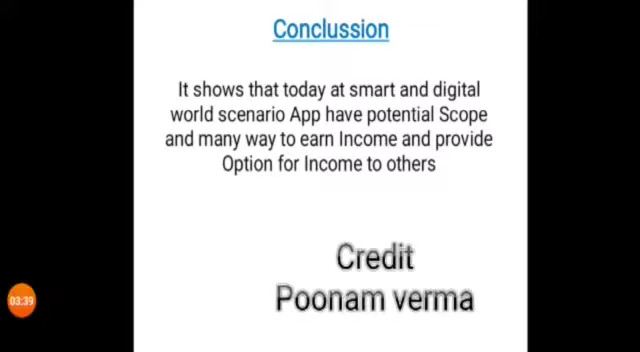 Conclussion
It shows that today at smart and digital
world scenario App have potential Scope
and many way to earn Income and provide
Option for Income to others
Credit
Poonam verma
03:39